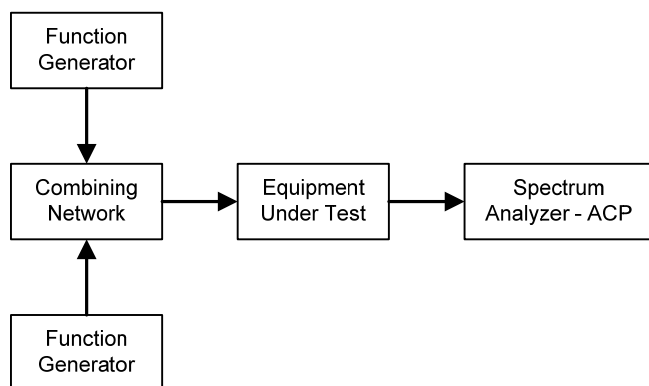 Function
Generator
Combining
Network
Equipment
Under Test
Spectrum
Analyzer - ACP
Function
Generator